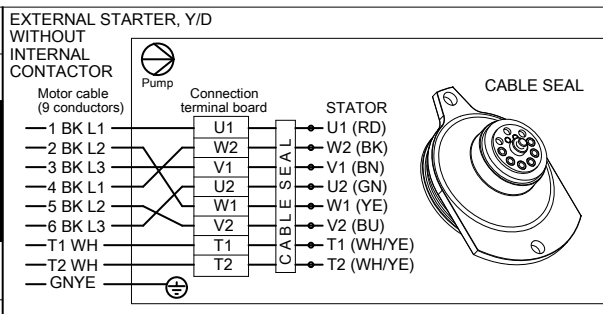 EXTERNAL STARTER, Y/D
WITHOUT
INTERNAL
CONTACTOR
Pump
Motor cable
(9 conductors)
Connection
terminal board
STATOR
CABLE SEAL
1 BK L1 U1 U1 (RD)
2 BK L2 W2 W2 (BK)
3 BK L3 V1 V1 (BN)
4 BK L1 U2 U2 (GN)
5 BK L2 W1 W1 (YE)
6 BK L3 V2 V2 (BU)
T1 WH T1 T1 (WH/YE)
T2 WH T2 T2 (WH/YE)
GNYE
CABLE SEAL